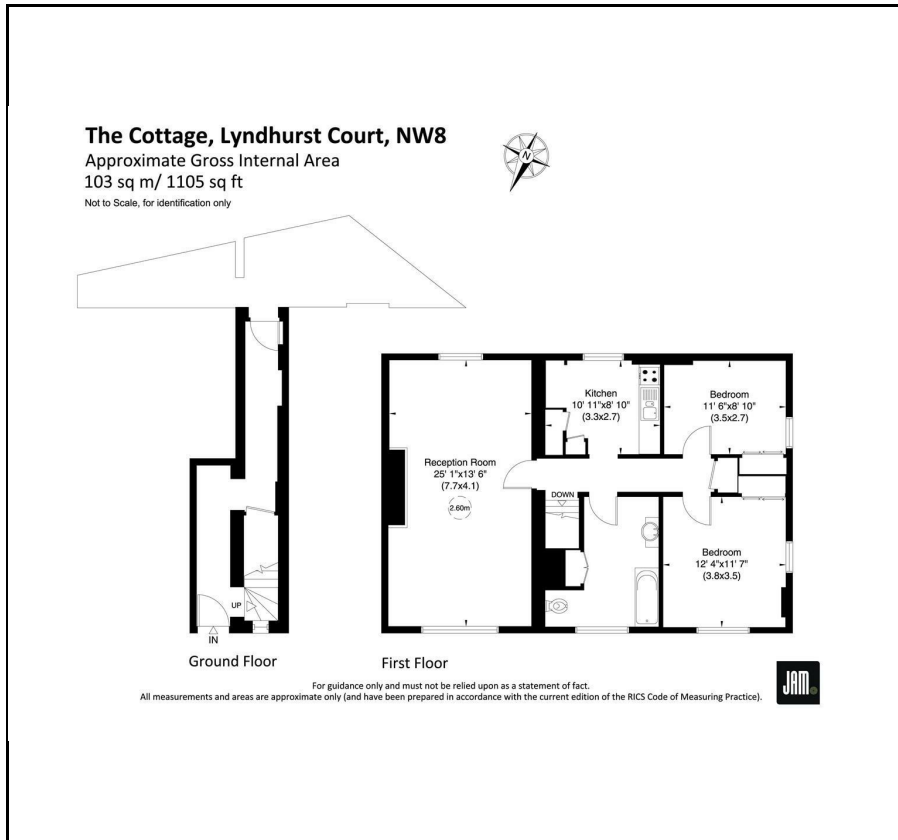 The Cottage, Lyndhurst Court, NW8
Approximate Gross Internal Area
103 sq m/ 1105 sq ft
Not to Scale, for identification only
N
Kitchen
10' 11"x8' 10"
(3.3x2.7)
Bedroom
11' 6"x8' 10"
(3.5x2.7)
Reception Room
25' 1"x13' 6"
(7.7x4.1)
2.60m
DOWN
Bedroom
12' 4"x11' 7"
(3.8x3.5)
UP
IN
Ground Floor
First Floor
For guidance only and must not be relied upon as a statement of fact.
All measurements and areas are approximate only (and have been prepared in accordance with the current edition of the RICS Code of Measuring Practice).
JAM.